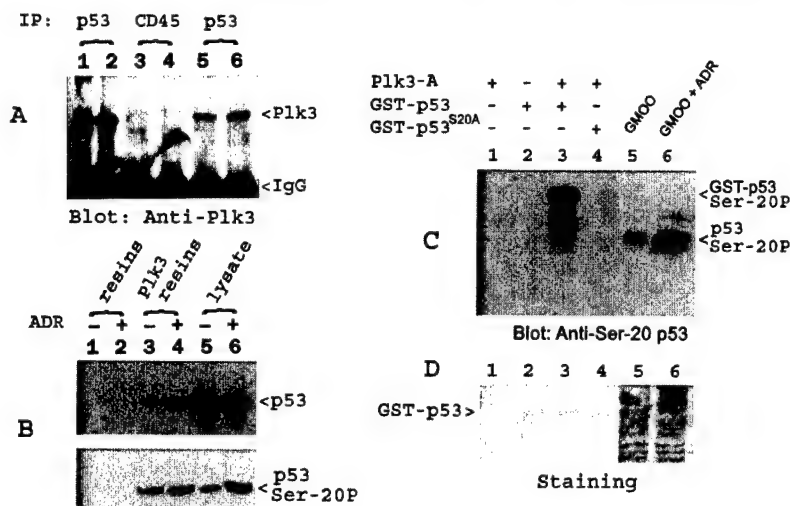 IP: p53 CD45 p53
1 2 3 4 5 6
A
<Plk3
<IgG
Blot: Anti-Plk3
resins Plk3 resins lysate
ADR - + - + - +
1 2 3 4 5 6
<p53
B
p53
<Ser-20P
Plk3-A + - + +
GST-p53 - + + -
GST-p53S20A - - - +
GMOO GMOO + ADR
1 2 3 4 5 6
GST-p53
<Ser-20P
C
p53
<Ser-20P
Blot: Anti-Ser-20 p53
D 1 2 3 4 5 6
GST-p53>
Staining